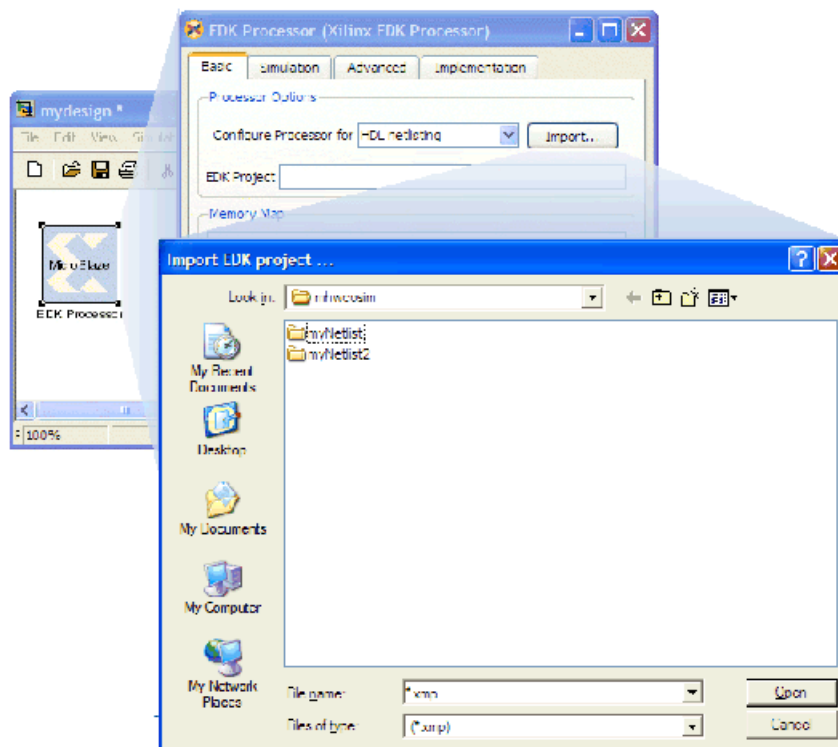 EDK Processor (Xilinx EDK Processor)
Basic Simulation Advanced Implementation
Processor Options
Configure Processor for HDL netlisting Import...
EDK Project
Memory Map
mydesign *
File Edit View
MicroBlaze
EDK Processor
100%
Import EDK project ...
Look in: mhwcosim
myNetlist
myNetlist2
My Recent
Documents
Desktop
My Documents
My Computer
My Network
Places
File name: *.xmp Open
Files of type: (*.xmp) Cancel